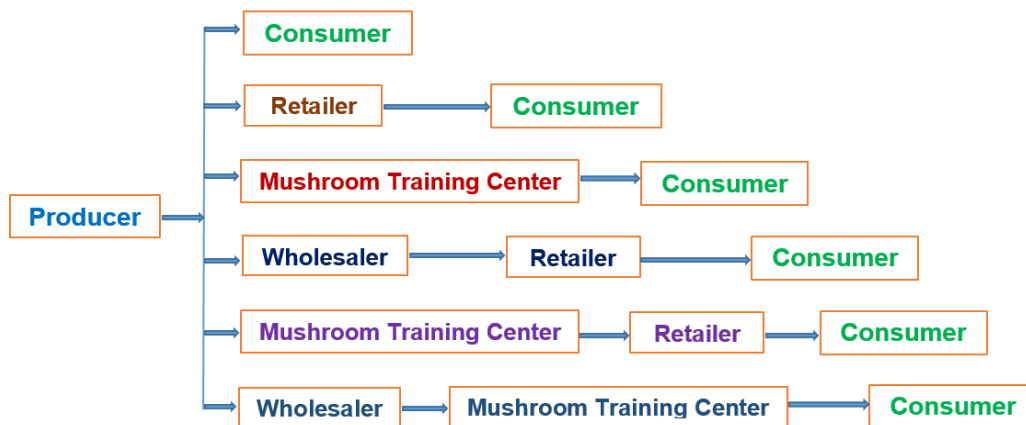 Consumer
Retailer Consumer
Mushroom Training Center Consumer
Producer
Wholesaler Retailer Consumer
Mushroom Training Center Retailer Consumer
Wholesaler Mushroom Training Center Consumer